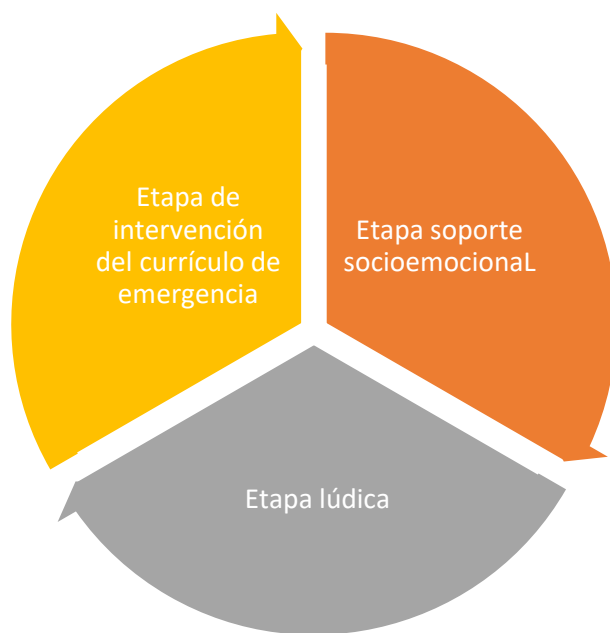 Etapa de
intervención
del currículo de
emergencia
Etapa soporte
socioemocionaL
Etapa lúdica